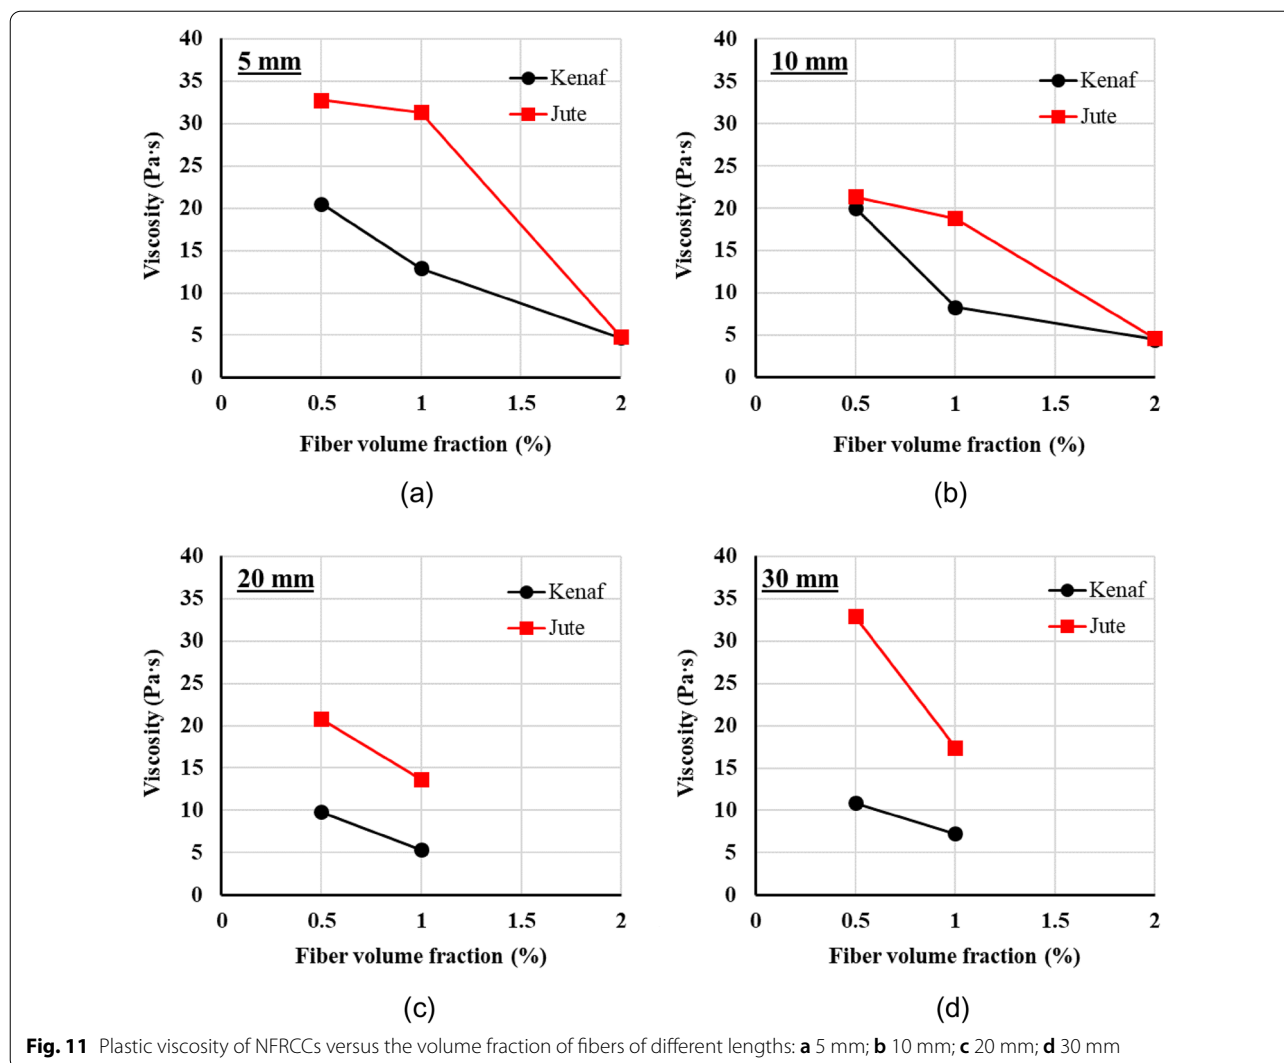 40
35
30
25
20
15
10
5
0
Viscosity (Pa·s)
5 mm
Kenaf
Jute
0 0.5 1 1.5 2
Fiber volume fraction (%)
(a)
40
35
30
25
20
15
10
5
0
Viscosity (Pa·s)
10 mm
Kenaf
Jute
0 0.5 1 1.5 2
Fiber volume fraction (%)
(b)
40
35
30
25
20
15
10
5
0
Viscosity (Pa·s)
20 mm
Kenaf
Jute
0 0.5 1 1.5 2
Fiber volume fraction (%)
(c)
40
35
30
25
20
15
10
5
0
Viscosity (Pa·s)
30 mm
Kenaf
Jute
0 0.5 1 1.5 2
Fiber volume fraction (%)
(d)
Fig. 11 Plastic viscosity of NFRCCs versus the volume fraction of fibers of different lengths: a 5 mm; b 10 mm; c 20 mm; d 30 mm